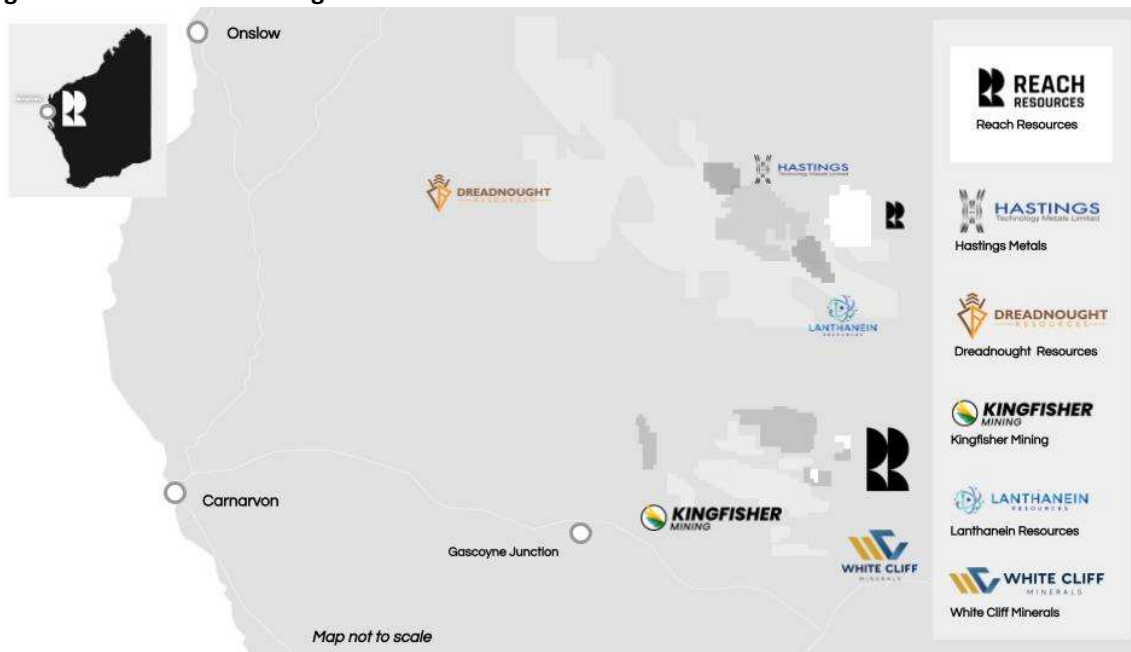 Onslow
REACH
RESOURCES
Reach Resources
HASTINGS
Technology Metals Limited
DREADNOUGHT
RESOURCES
HASTINGS
Technology Metals Limited
Hastings Metals
LANTHANEIN
RESOURCES
DREADNOUGHT
RESOURCES
Dreadnought Resources
KINGFISHER
MINING
Kingfisher Mining
Carnarvon
KINGFISHER
MINING
LANTHANEIN
RESOURCES
Lanthanein Resources
Gascoyne Junction
WHITE CLIFF
MINERALS
WHITE CLIFF
MINERALS
White Cliff Minerals
Map not to scale